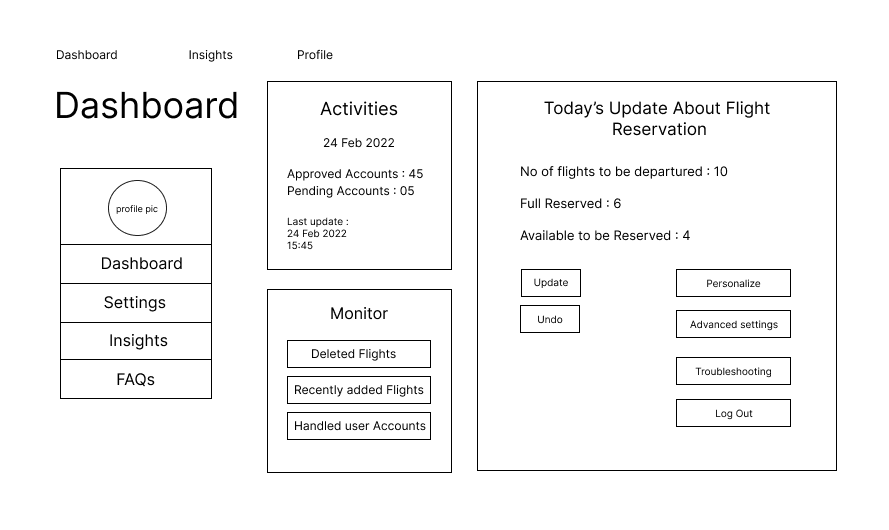 Dashboard
Insights
Profile
Dashboard
profile pic
Dashboard
Settings
Insights
FAQs
Activities
24 Feb 2022
Approved Accounts : 45
Pending Accounts : 05
Last update :
24 Feb 2022
15:45
Monitor
Deleted Flights
Recently added Flights
Handled user Accounts
Today’s Update About Flight
Reservation
No of flights to be departured : 10
Full Reserved : 6
Available to be Reserved : 4
Update
Undo
Personalize
Advanced settings
Troubleshooting
Log Out